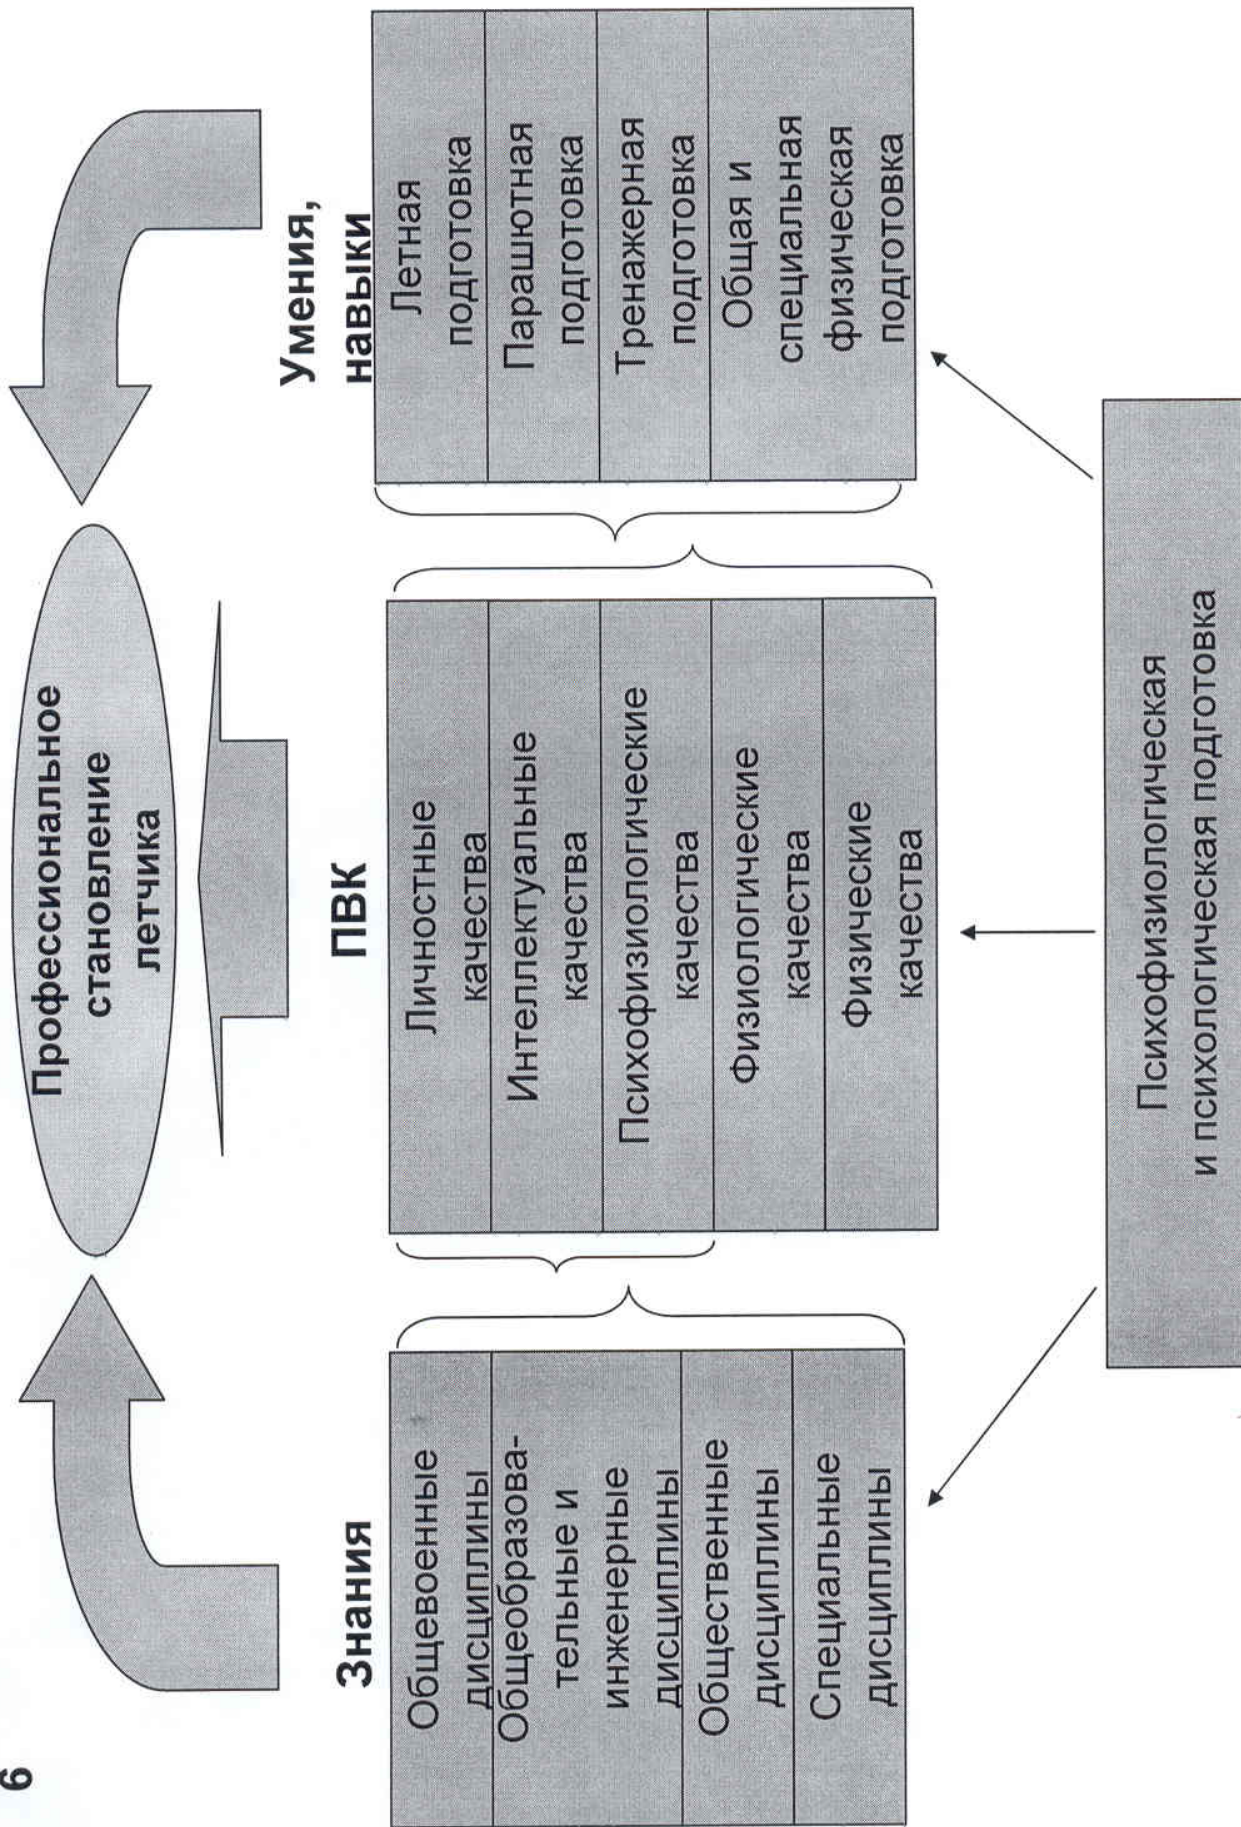 6
Профессиональное
становление
летчика
Знания
Общевоенные
дисциплины
Общеобразова-
тельные и
инженерные
дисциплины
Общественные
дисциплины
Специальные
дисциплины
ПВК
Личностные
качества
Интеллектуальные
качества
Психофизиологические
качества
Физиологические
качества
Физические
качества
Умения,
навыки
Летная
подготовка
Парашютная
подготовка
Тренажерная
подготовка
Общая и
специальная
физическая
подготовка
Психофизиологическая
и психологическая подготовка